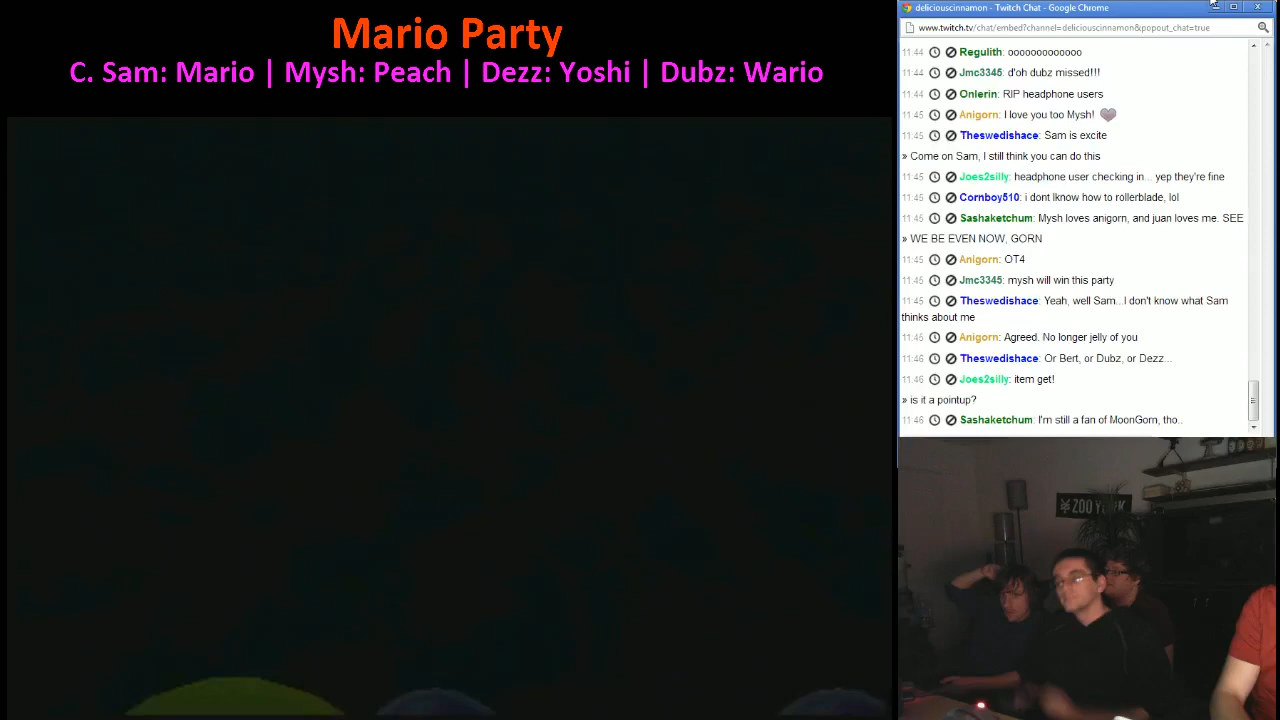 Mario Party
C. Sam: Mario | Mysh: Peach | Dezz: Yoshi | Dubz: Wario
deliciouscinnamon - Twitch Chat - Google Chrome
www.twitch.tv/chat/embed?channel=deliciouscinnamon&popout_chat=true
11:44 Regulith: oooooooooooo
11:44 Jmc3345: d'oh dubz missed!!!
11:44 Onlerin: RIP headphone users
11:45 Anigorn: I love you too Mysh!
11:45 Theswedishace: Sam is excite
» Come on Sam, I still think you can do this
11:45 Joes2silly: headphone user checking in... yep they're fine
11:45 Cornboy510: i dont lknow how to rollerblade, lol
11:45 Sashaketchum: Mysh loves anigorn, and juan loves me. SEE
» WE BE EVEN NOW, GORN
11:45 Anigorn: OT4
11:45 Jmc3345: mysh will win this party
11:45 Theswedishace: Yeah, well Sam...I don't know what Sam
thinks about me
11:45 Anigorn: Agreed. No longer jelly of you
11:46 Theswedishace: Or Bert, or Dubz, or Dezz...
11:46 Joes2silly: item get!
» is it a pointup?
11:46 Sashaketchum: I'm still a fan of MoonGorn, tho..
ZOO YORK